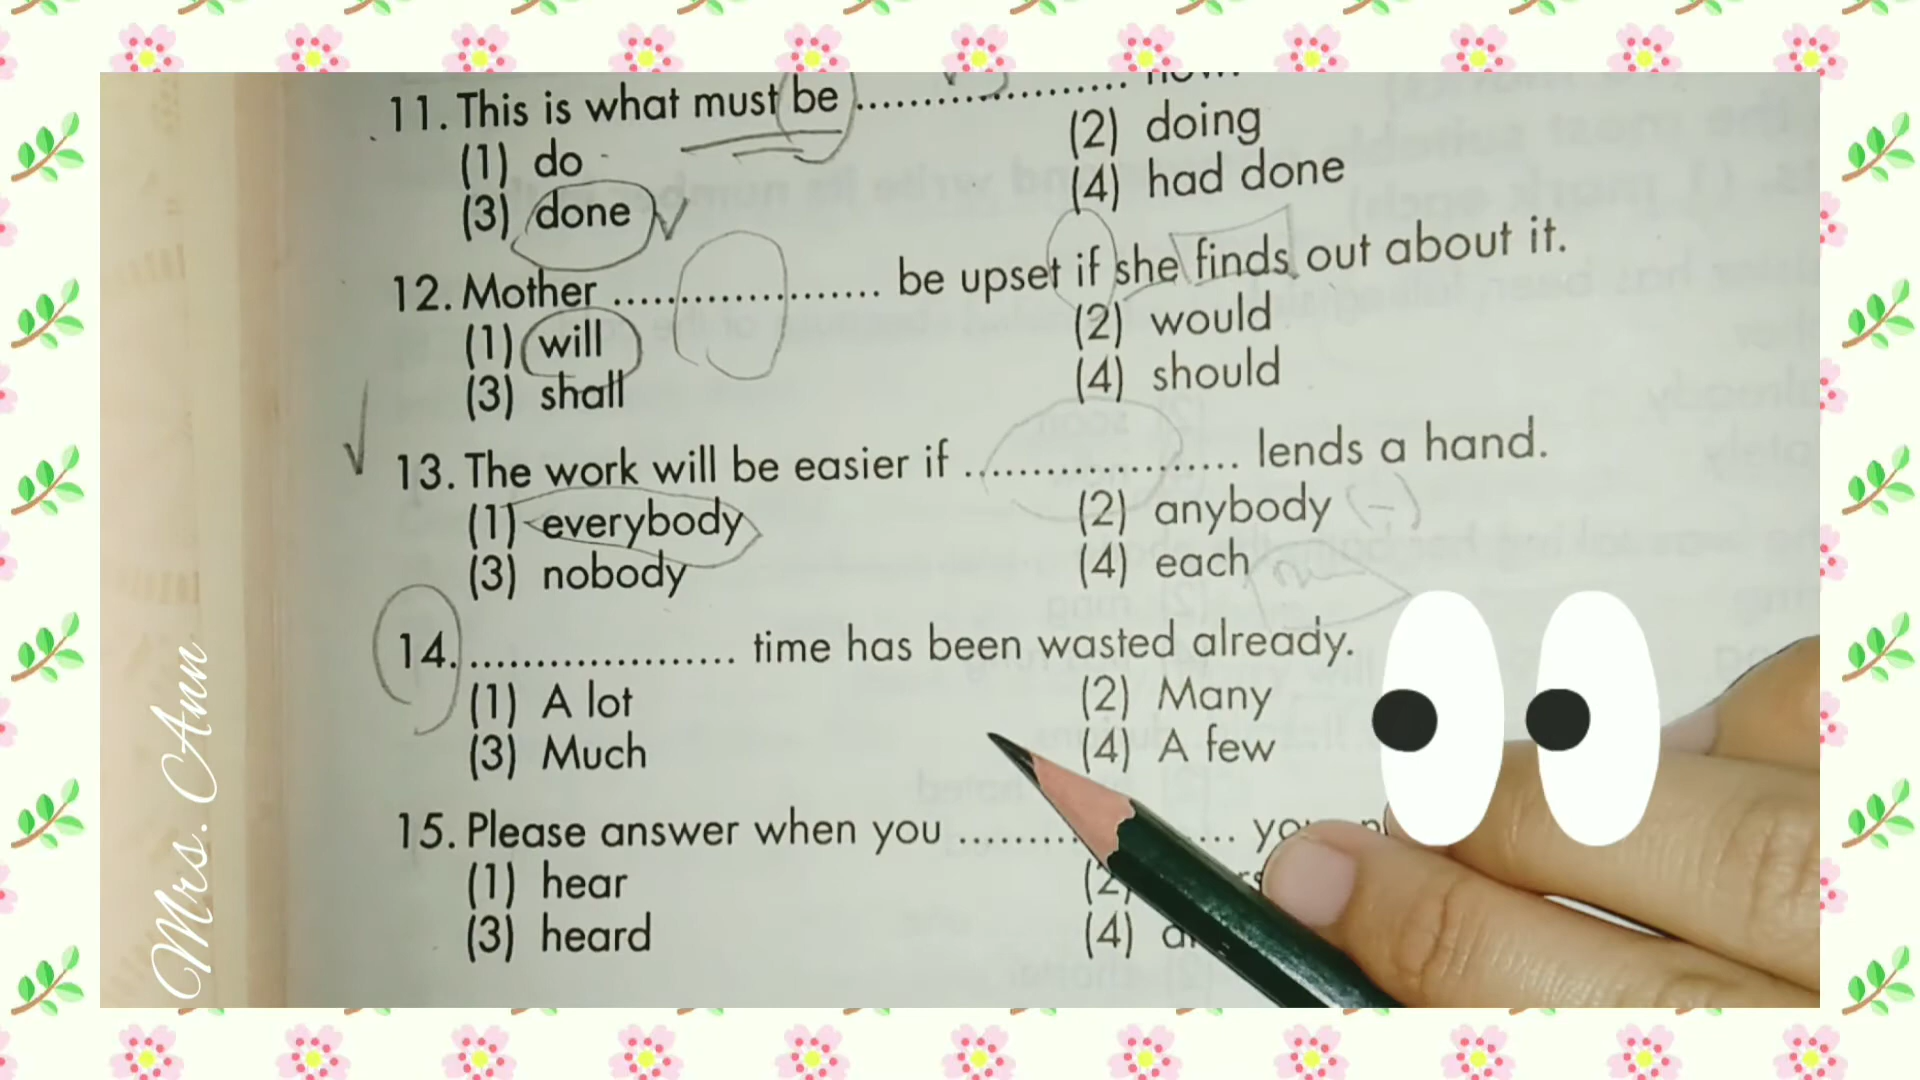 11. This is what must be .....................
(1) do
(2) doing
(3) done
(4) had done
12. Mother .................... be upset if she finds out about it.
(1) will
(2) would
(3) shall
(4) should
13. The work will be easier if .................... lends a hand.
(1) everybody
(2) anybody (-)
(3) nobody
(4) each
14. .................... time has been wasted already.
(1) A lot
(2) Many
(3) Much
(4) A few
15. Please answer when you ....................
(1) hear
(3) heard
(4)
Mrs. Ann